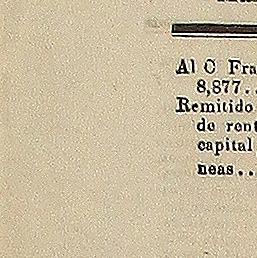 Al C Fra
8,877..
Remitido
de rent
capital
neas...